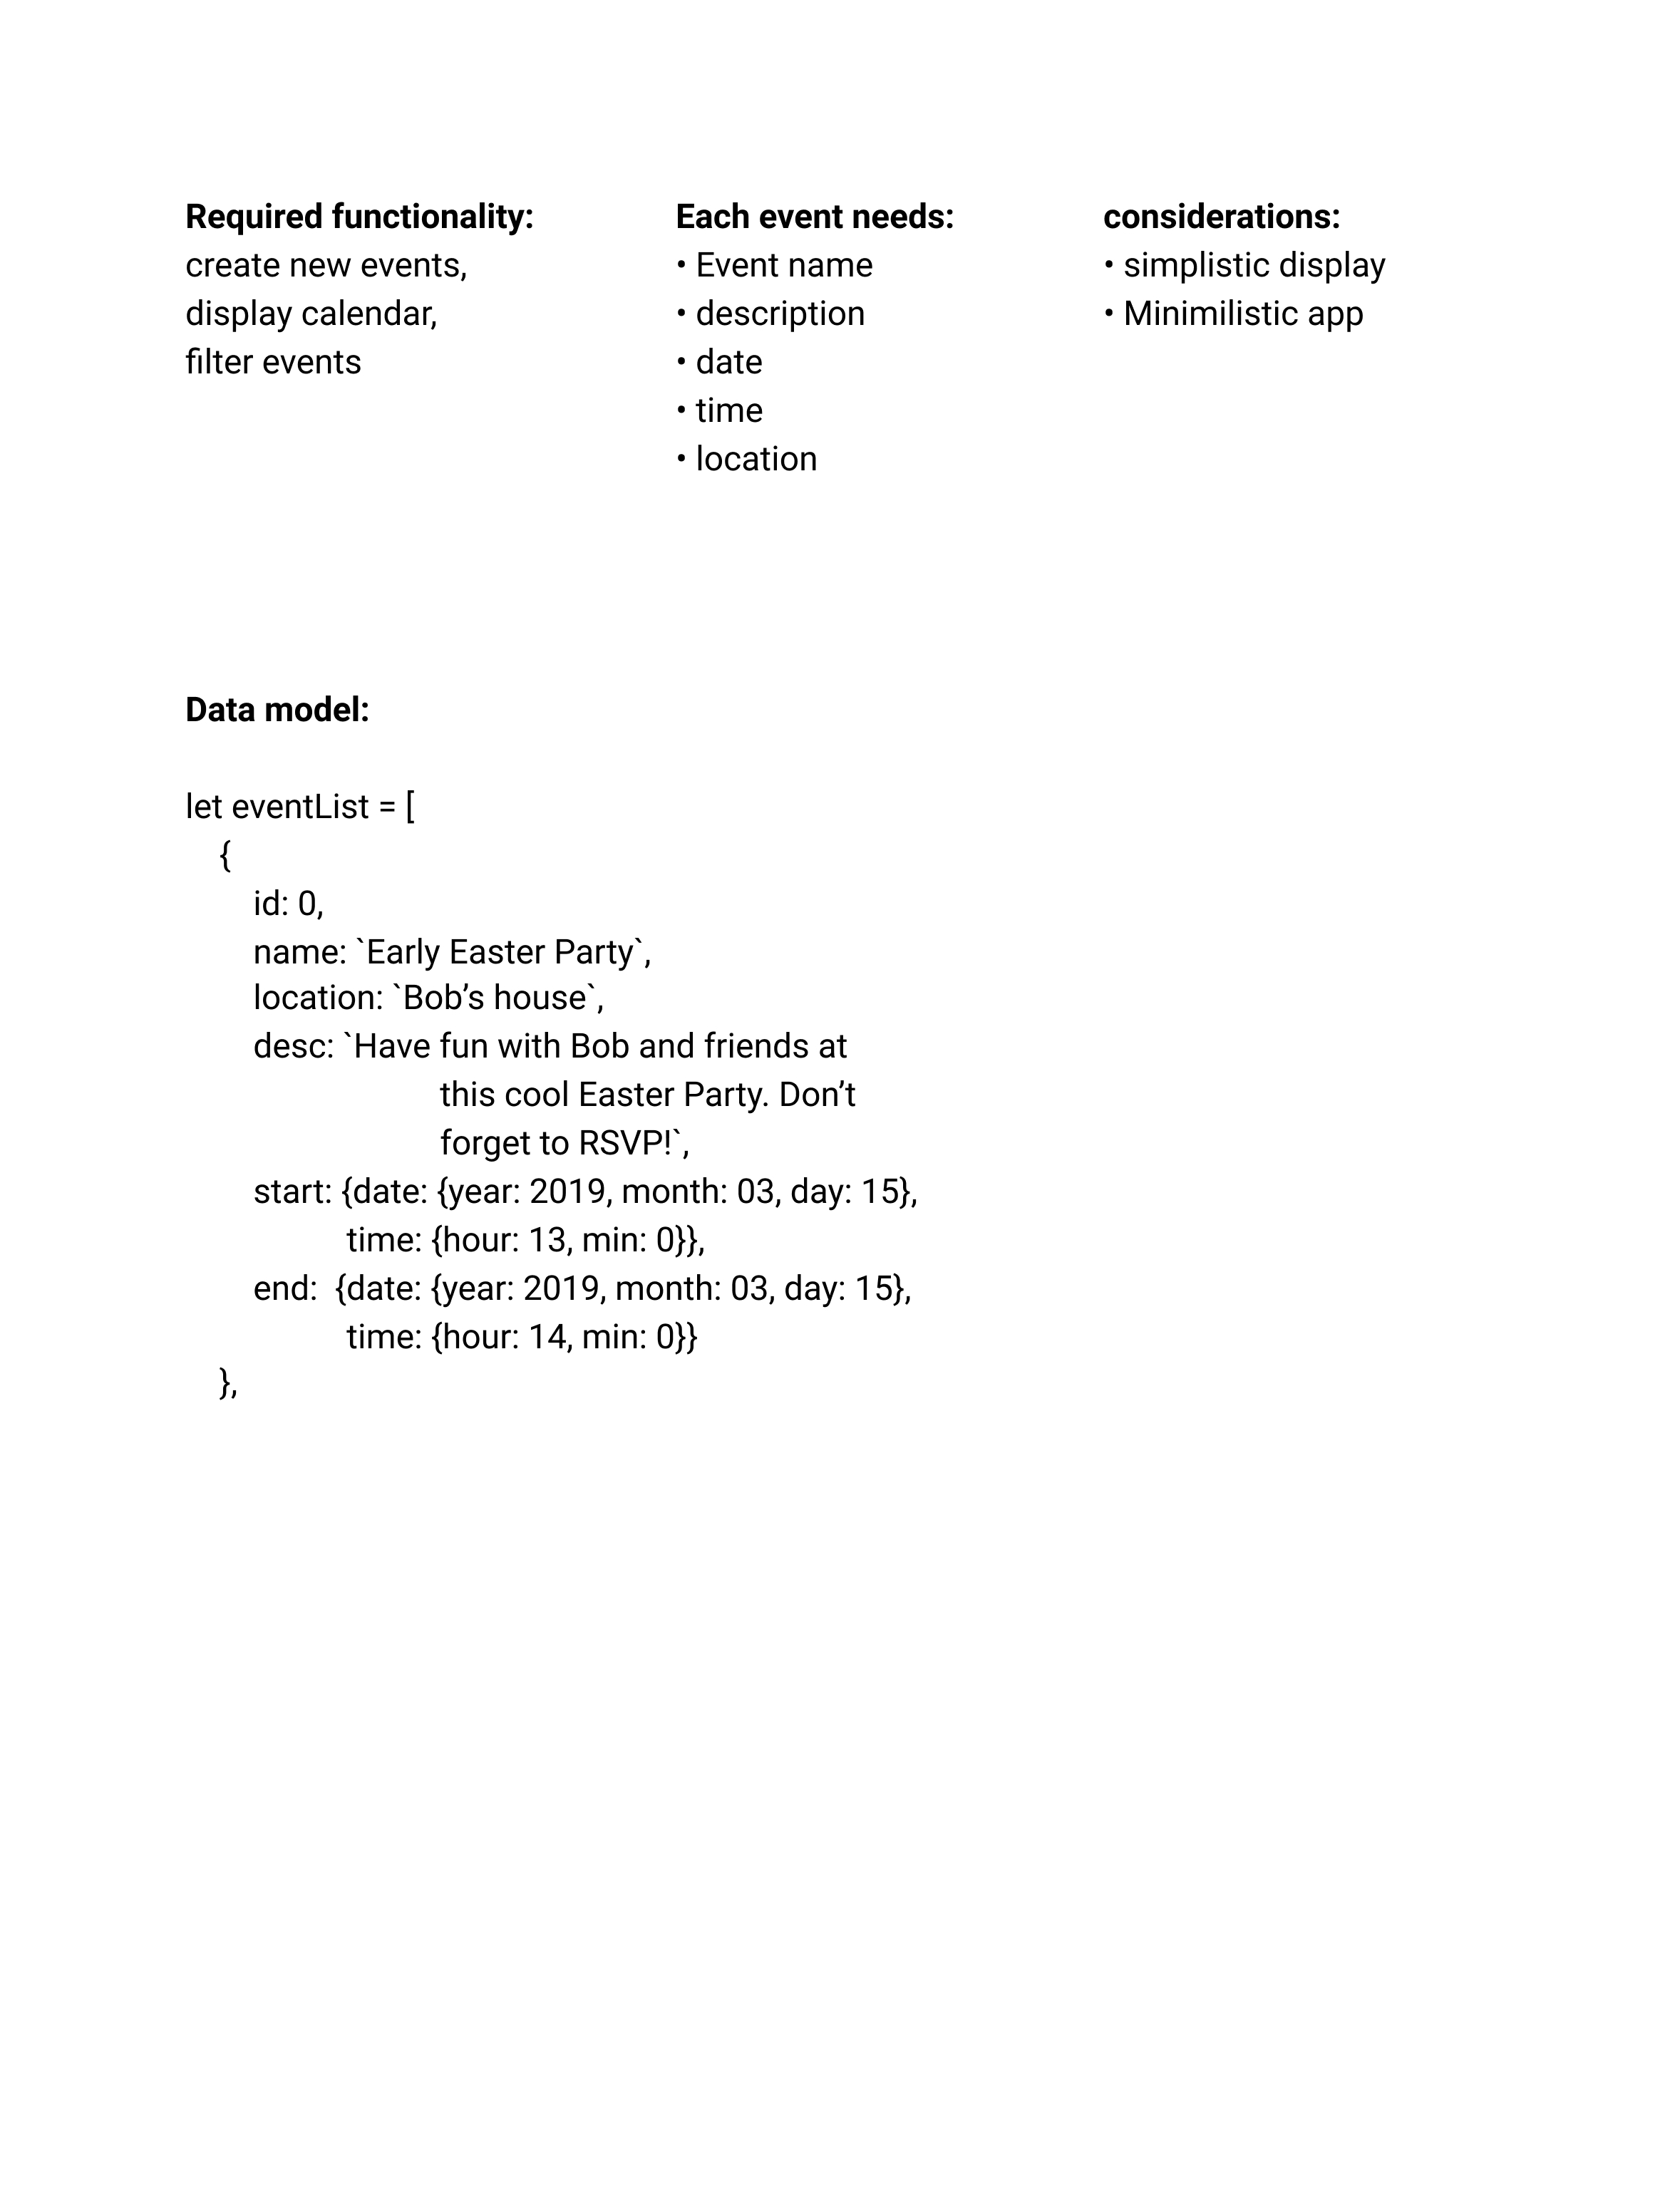 Required functionality:
create new events,
display calendar,
filter events
Each event needs:
• Event name
• description
• date
• time
• location
considerations:
• simplistic display
• Minimilistic app
Data model:
let eventList = [
{
id: 0,
name: `Early Easter Party`,
location: `Bob’s house`,
desc: `Have fun with Bob and friends at
this cool Easter Party. Don’t
forget to RSVP!`,
start: {date: {year: 2019, month: 03, day: 15},
time: {hour: 13, min: 0}},
end:  {date: {year: 2019, month: 03, day: 15},
time: {hour: 14, min: 0}}
},